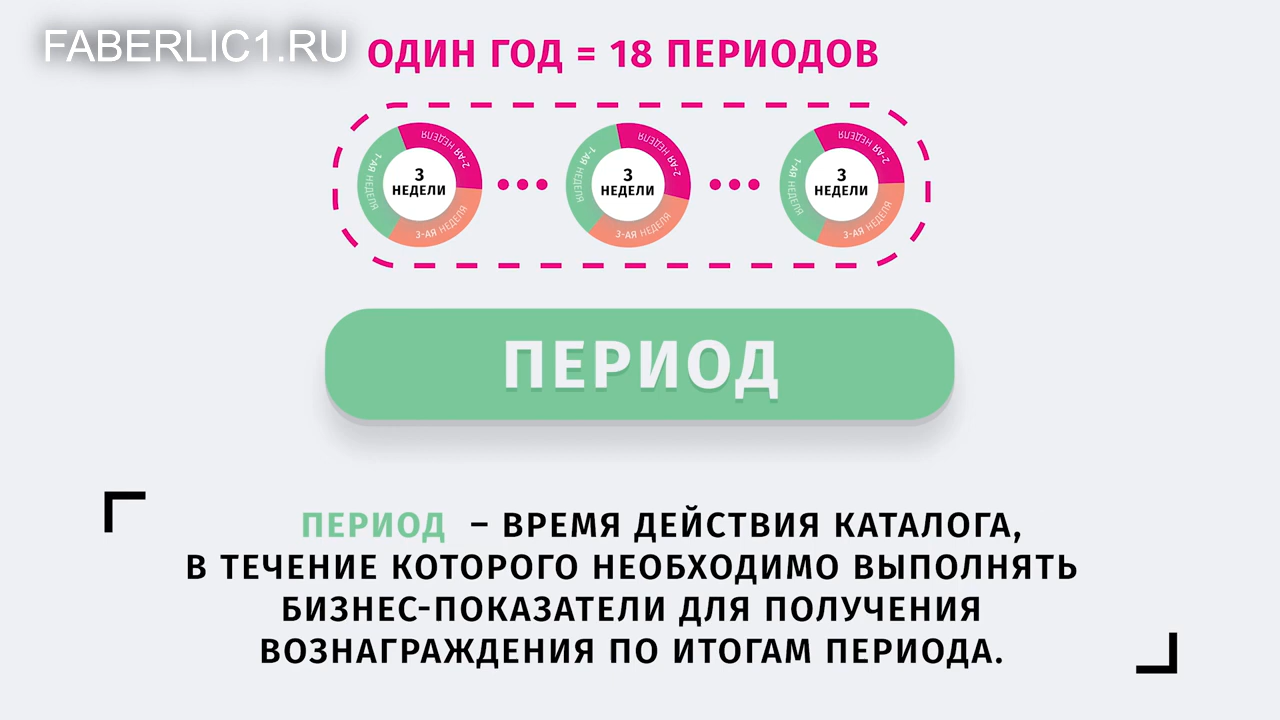 FABERLIC1.RU
ОДИН ГОД = 18 ПЕРИОДОВ
1-АЯ НЕДЕЛЯ
2-АЯ НЕДЕЛЯ
3-АЯ НЕДЕЛЯ
3
НЕДЕЛИ
1-АЯ НЕДЕЛЯ
2-АЯ НЕДЕЛЯ
3-АЯ НЕДЕЛЯ
3
НЕДЕЛИ
1-АЯ НЕДЕЛЯ
2-АЯ НЕДЕЛЯ
3-АЯ НЕДЕЛЯ
3
НЕДЕЛИ
ПЕРИОД
ПЕРИОД – ВРЕМЯ ДЕЙСТВИЯ КАТАЛОГА,
В ТЕЧЕНИЕ КОТОРОГО НЕОБХОДИМО ВЫПОЛНЯТЬ
БИЗНЕС-ПОКАЗАТЕЛИ ДЛЯ ПОЛУЧЕНИЯ
ВОЗНАГРАЖДЕНИЯ ПО ИТОГАМ ПЕРИОДА.